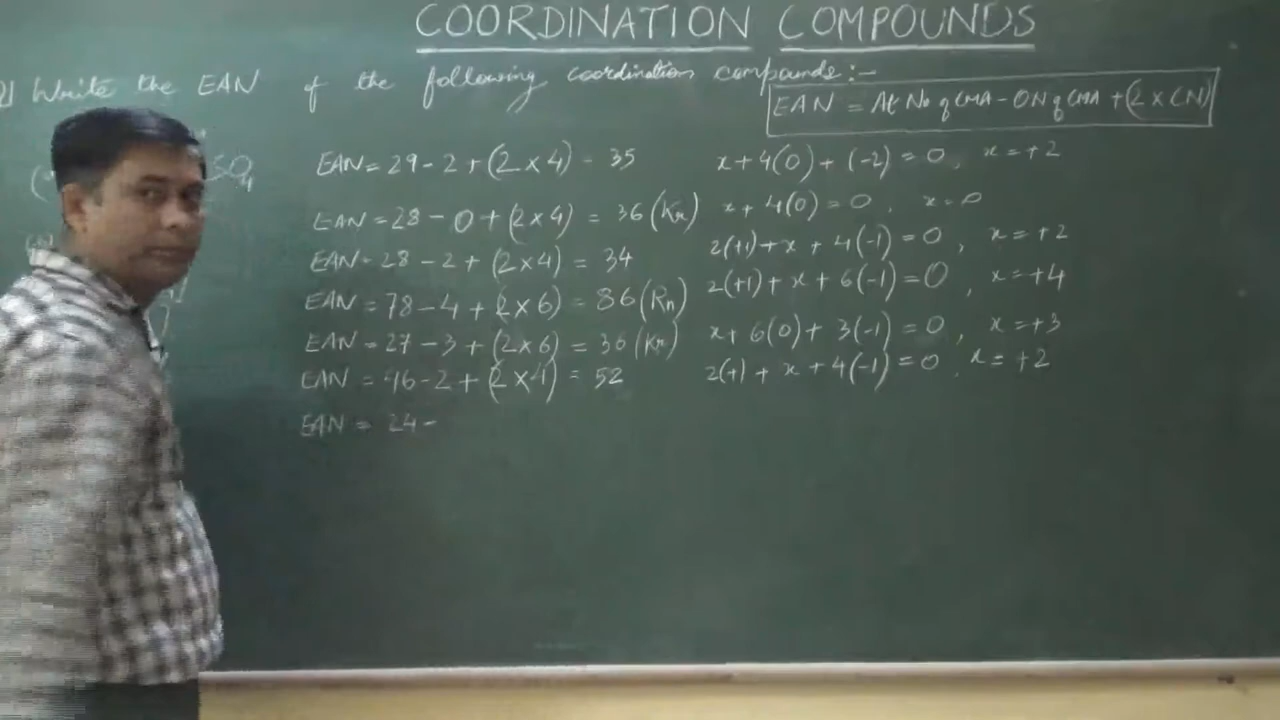 COORDINATION COMPOUNDS
Write the EAN of the following coordination compounds:-
EAN = At No of CMA - ON of CMA + (2 x CN)
SO4
EAN = 29 - 2 + (2 x 4) = 35 x + 4(0) + (-2) = 0, x = +2
EAN = 28 - 0 + (2 x 4) = 36 (Kr) x + 4(0) = 0, x = 0
EAN = 28 - 2 + (2 x 4) = 34 2(+1) + x + 4(-1) = 0, x = +2
EAN = 78 - 4 + (2 x 6) = 86 (Rn) 2(+1) + x + 6(-1) = 0, x = +4
EAN = 27 - 3 + (2 x 6) = 36 (Kr) x + 6(0) + 3(-1) = 0, x = +3
EAN = 46 - 2 + (2 x 4) = 52 2(+1) + x + 4(-1) = 0, x = +2
EAN = 24 -